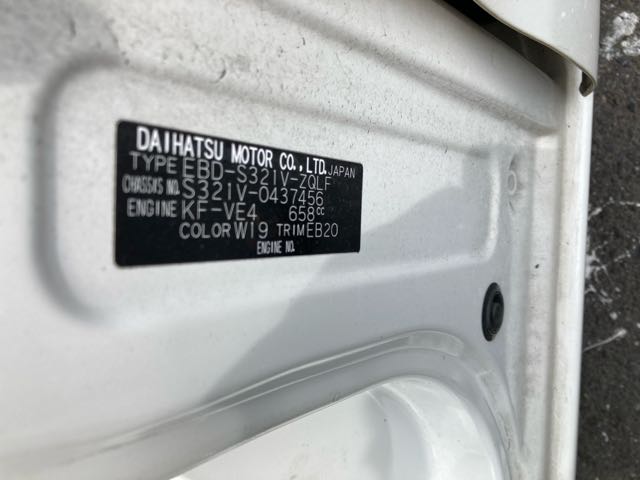 DAIHATSU MOTOR CO., LTD. JAPAN
TYPE EBD-S321V-ZQLF
CHASSIS NO. S321V-0437456
ENGINE KF-VE4 658cc
COLOR W19 TRIM EB20
ENGINE NO.